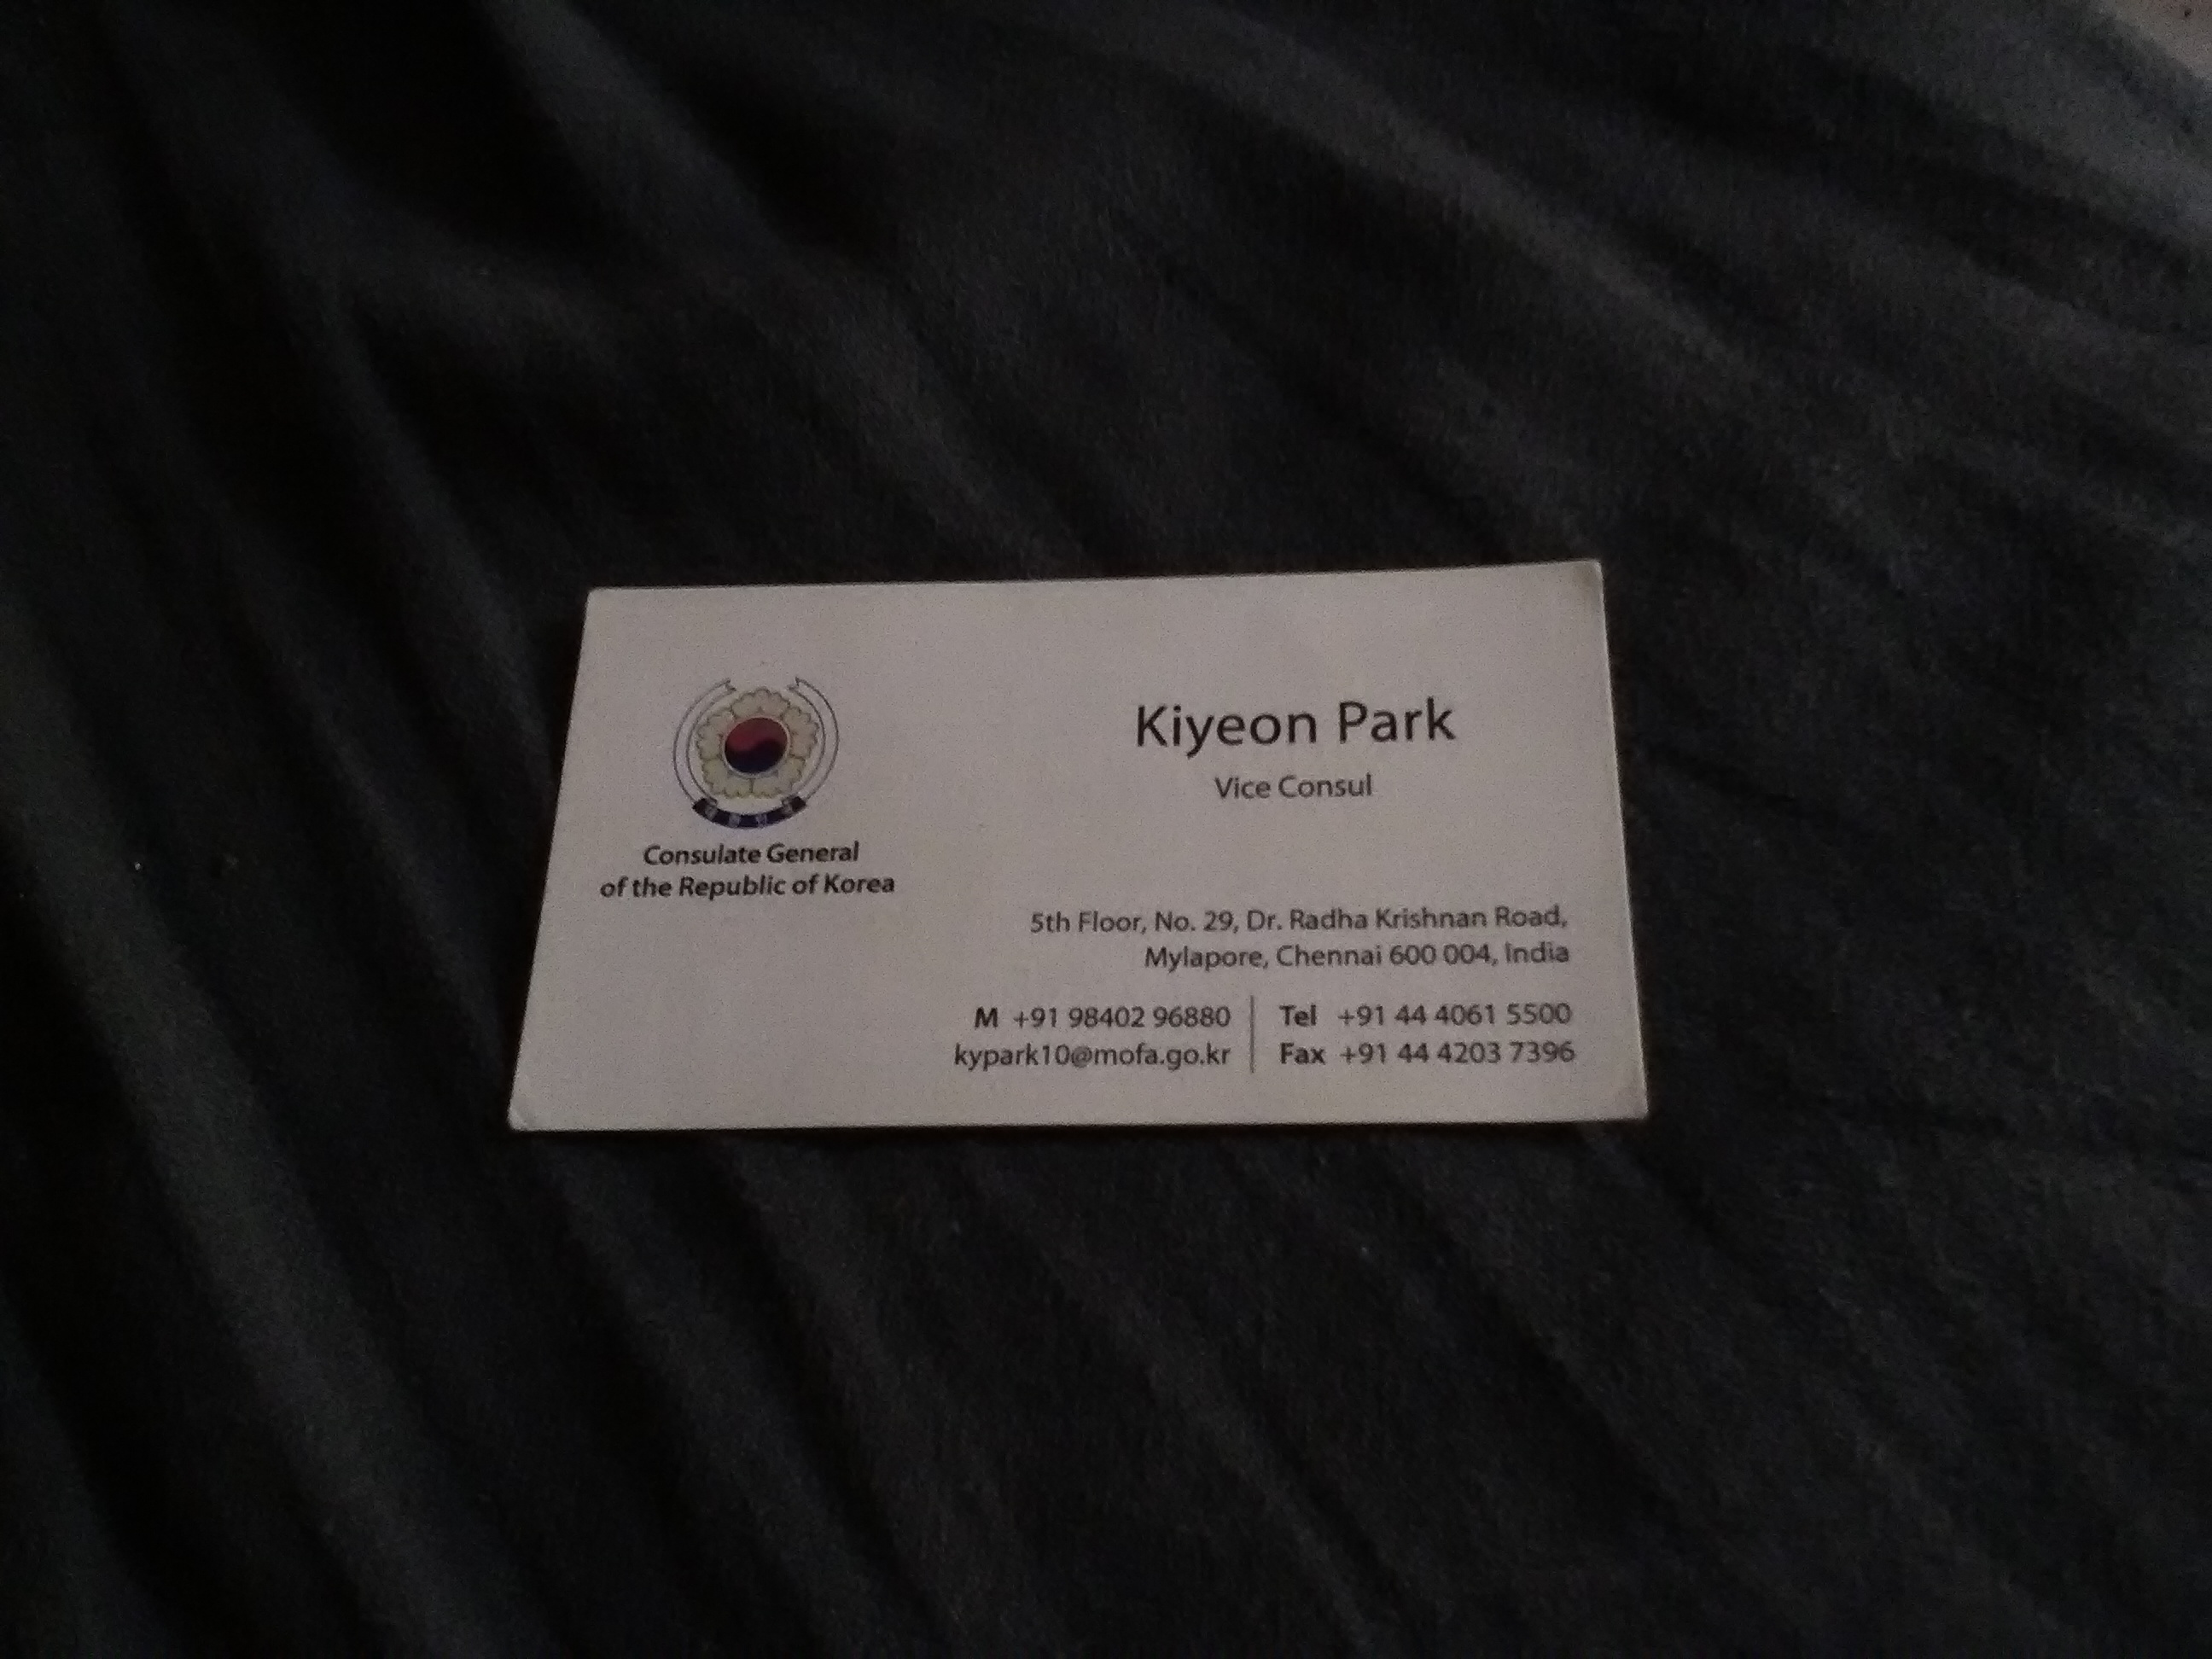 Kiyeon Park
Vice Consul
Consulate General
of the Republic of Korea
5th Floor, No. 29, Dr. Radha Krishnan Road,
Mylapore, Chennai 600 004, India
M +91 98402 96880
kypark10@mofa.go.kr
Tel +91 44 4061 5500
Fax +91 44 4203 7396